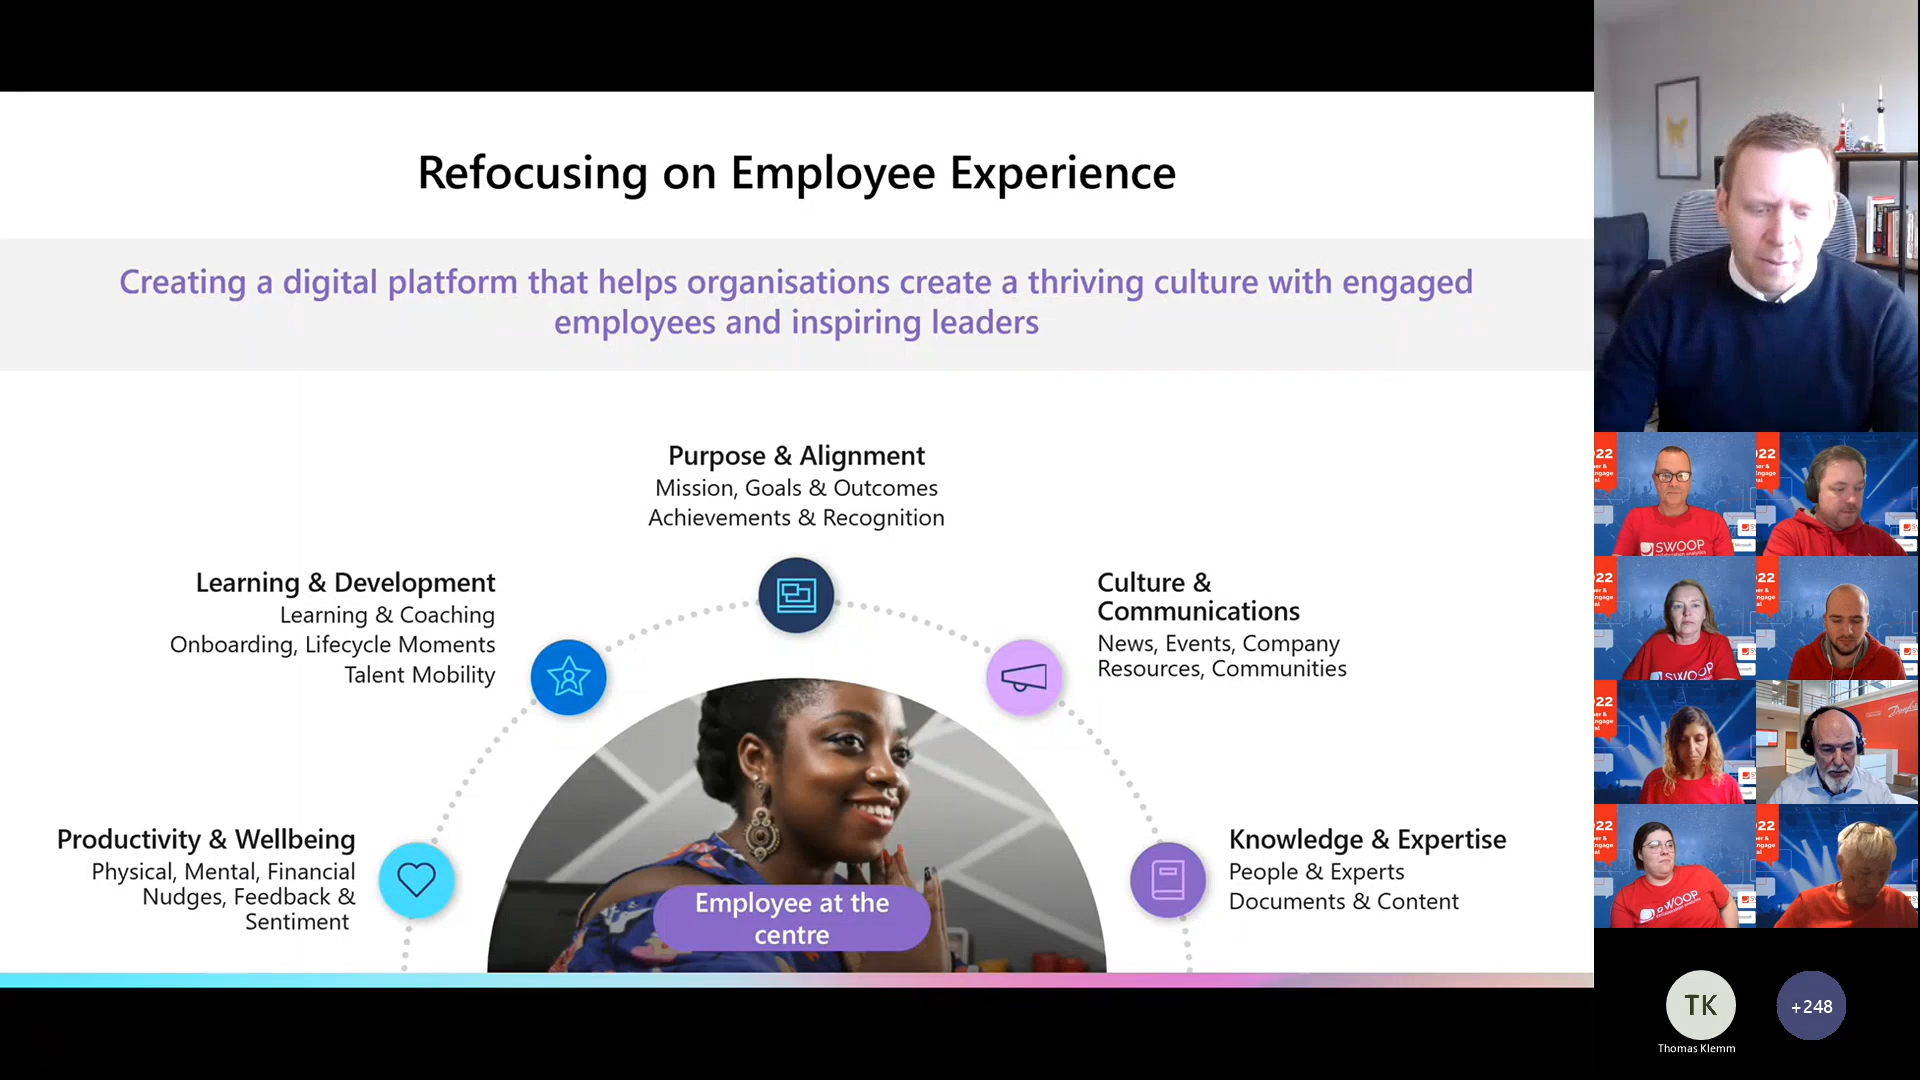 Refocusing on Employee Experience
Creating a digital platform that helps organisations create a thriving culture with engaged
employees and inspiring leaders
Purpose & Alignment
Mission, Goals & Outcomes
Achievements & Recognition
Learning & Development
Learning & Coaching
Onboarding, Lifecycle Moments
Talent Mobility
Culture &
Communications
News, Events, Company
Resources, Communities
Productivity & Wellbeing
Physical, Mental, Financial
Nudges, Feedback &
Sentiment
Knowledge & Expertise
People & Experts
Documents & Content
Employee at the
centre
SWOOP
Danfoss
TK
Thomas Klemm
+248